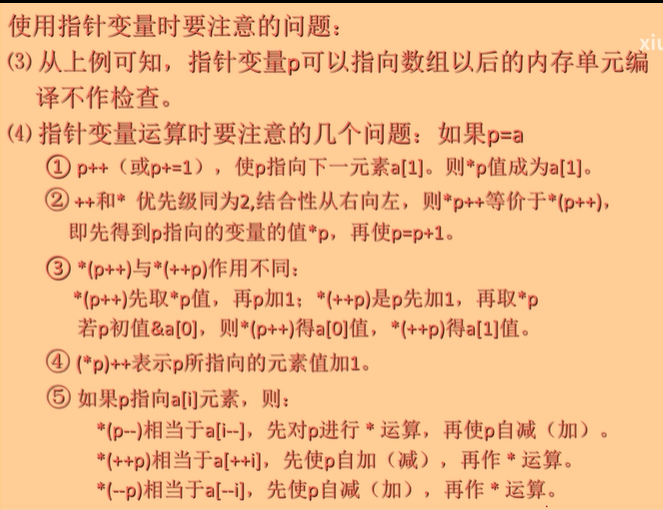 使用指针变量时要注意的问题：
xiu
⑶ 从上例可知，指针变量p可以指向数组以后的内存单元编
译不作检查。
⑷ 指针变量运算时要注意的几个问题：如果p=a
① p++（或p+=1），使p指向下一元素a[1]。则*p值成为a[1]。
② ++和* 优先级同为2,结合性从右向左，则*p++等价于*(p++)，
即先得到p指向的变量的值*p，再使p=p+1。
③ *(p++)与*(++p)作用不同：
*(p++)先取*p值，再p加1；*(++p)是p先加1，再取*p
若p初值&a[0]，则*(p++)得a[0]值，*(++p)得a[1]值。
④ (*p)++表示p所指向的元素值加1。
⑤ 如果p指向a[i]元素，则：
*(p--)相当于a[i--]，先对p进行 * 运算，再使p自减（加）。
*(++p)相当于a[++i]，先使p自加（减），再作 * 运算。
*(--p)相当于a[--i]，先使p自减（加），再作 * 运算。